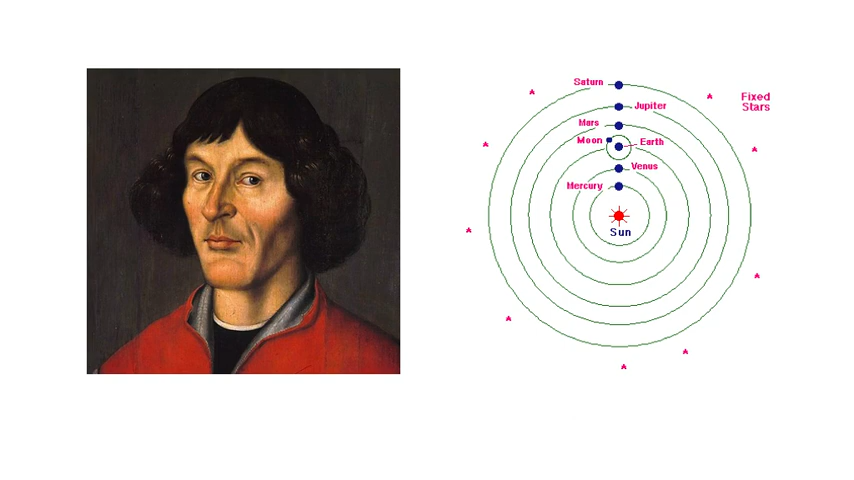 Saturn
Fixed
Stars
Jupiter
Mars
Moon
Earth
Venus
Mercury
Sun